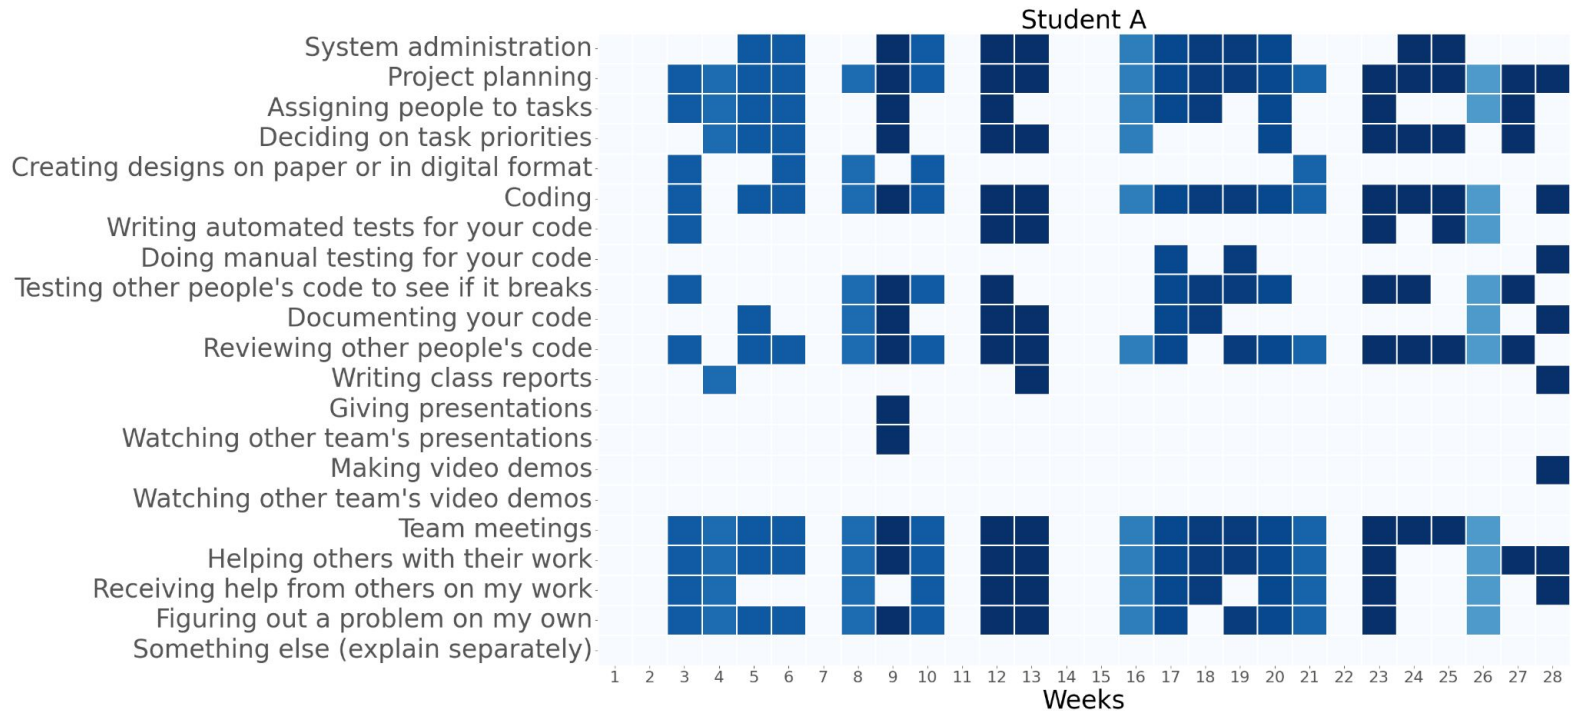 Student A
System administration
Project planning
Assigning people to tasks
Deciding on task priorities
Creating designs on paper or in digital format
Coding
Writing automated tests for your code
Doing manual testing for your code
Testing other people's code to see if it breaks
Documenting your code
Reviewing other people's code
Writing class reports
Giving presentations
Watching other team's presentations
Making video demos
Watching other team's video demos
Team meetings
Helping others with their work
Receiving help from others on my work
Figuring out a problem on my own
Something else (explain separately)
1 2 3 4 5 6 7 8 9 10 11 12 13 14 15 16 17 18 19 20 21 22 23 24 25 26 27 28
Weeks